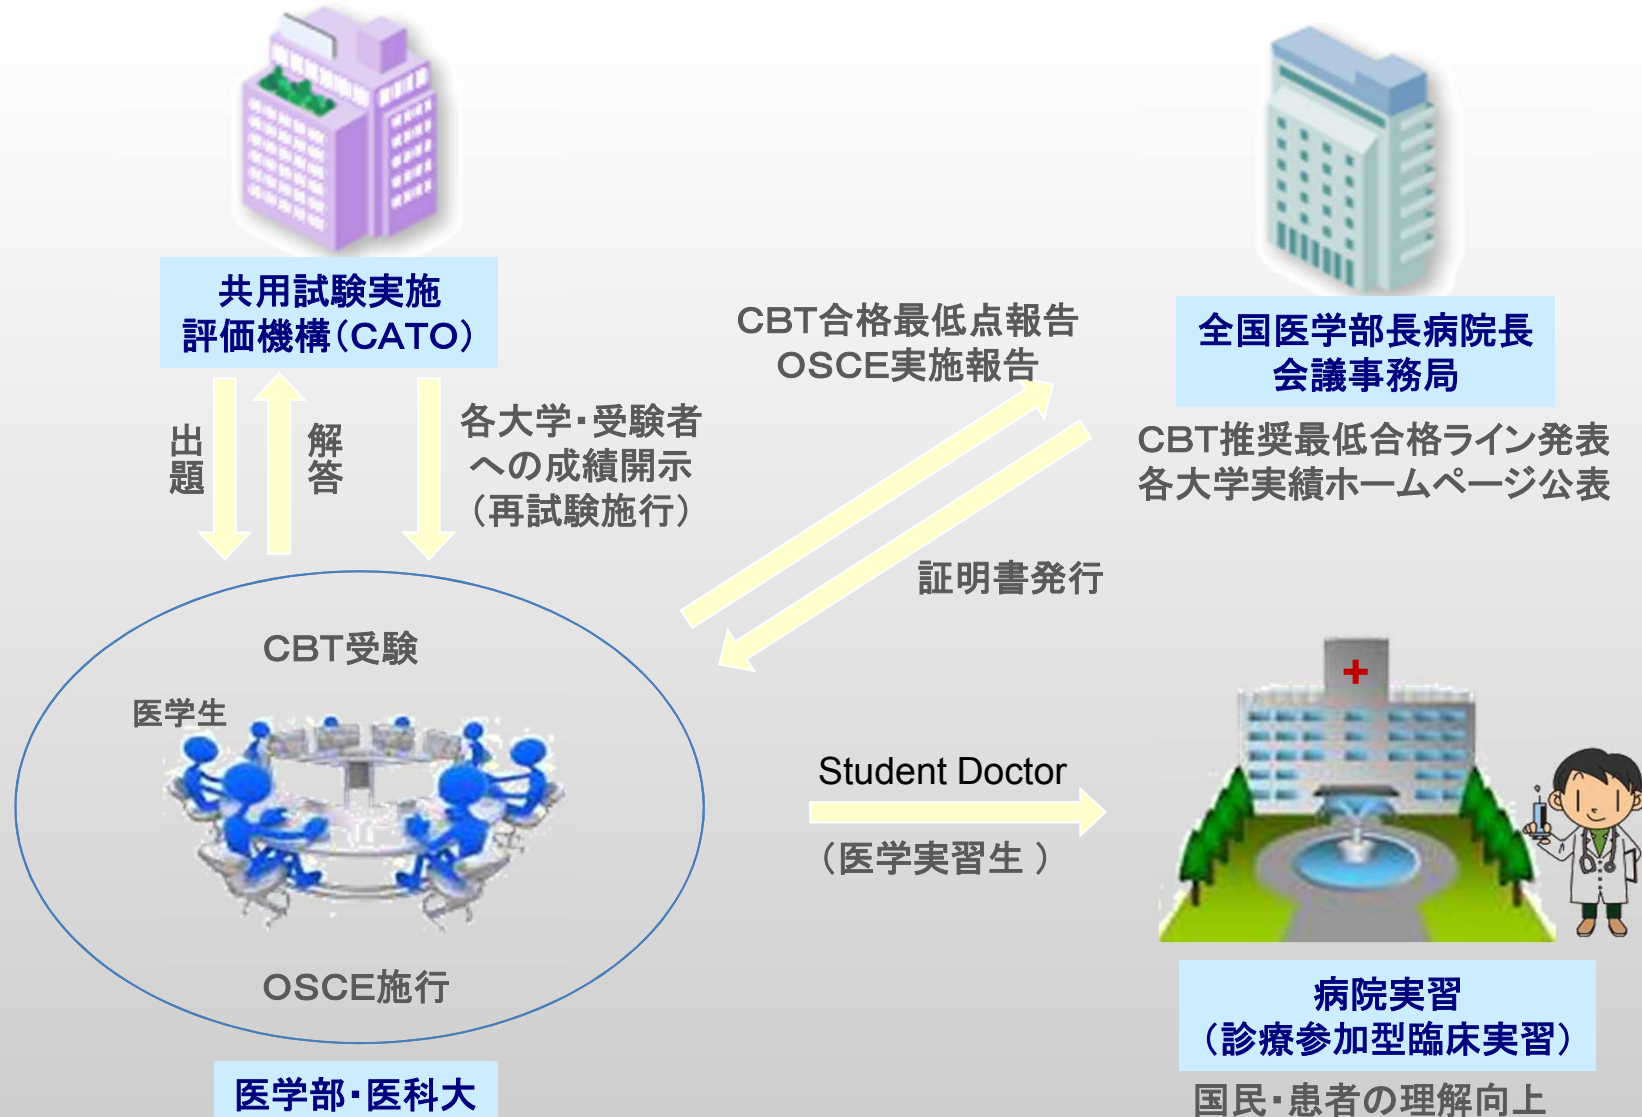 共用試験実施
評価機構（CATO）
全国医学部長病院長
会議事務局
CBT推奨最低合格ライン発表
各大学実績ホームページ公表
CBT合格最低点報告
OSCE実施報告
出題
解答
各大学・受験者
への成績開示
（再試験施行）
証明書発行
CBT受験
医学生
OSCE施行
医学部・医科大
Student Doctor
（医学実習生 ）
病院実習
（診療参加型臨床実習）
国民・患者の理解向上